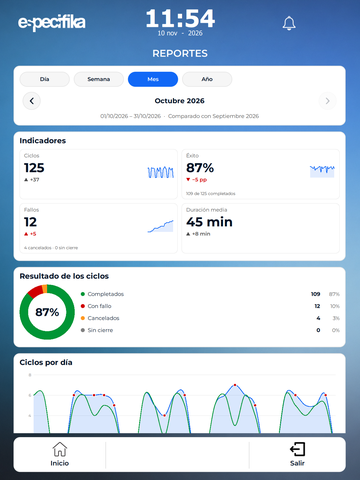 e-specifika
11:54
10 nov - 2026
REPORTES
Día
Semana
Mes
Año
Octubre 2026
01/10/2026 - 31/10/2026 · Comparado con Septiembre 2026
Indicadores
Ciclos
125
▲ +37
Éxito
87%
▼ -5 pp
109 de 125 completados
Fallos
12
▲ +5
4 cancelados · 0 sin cierre
Duración media
45 min
▲ +8 min
Resultado de los ciclos
87%
Completados 109 87%
Con fallo 12 10%
Cancelados 4 3%
Sin cierre 0 0%
Ciclos por día
Inicio
Salir